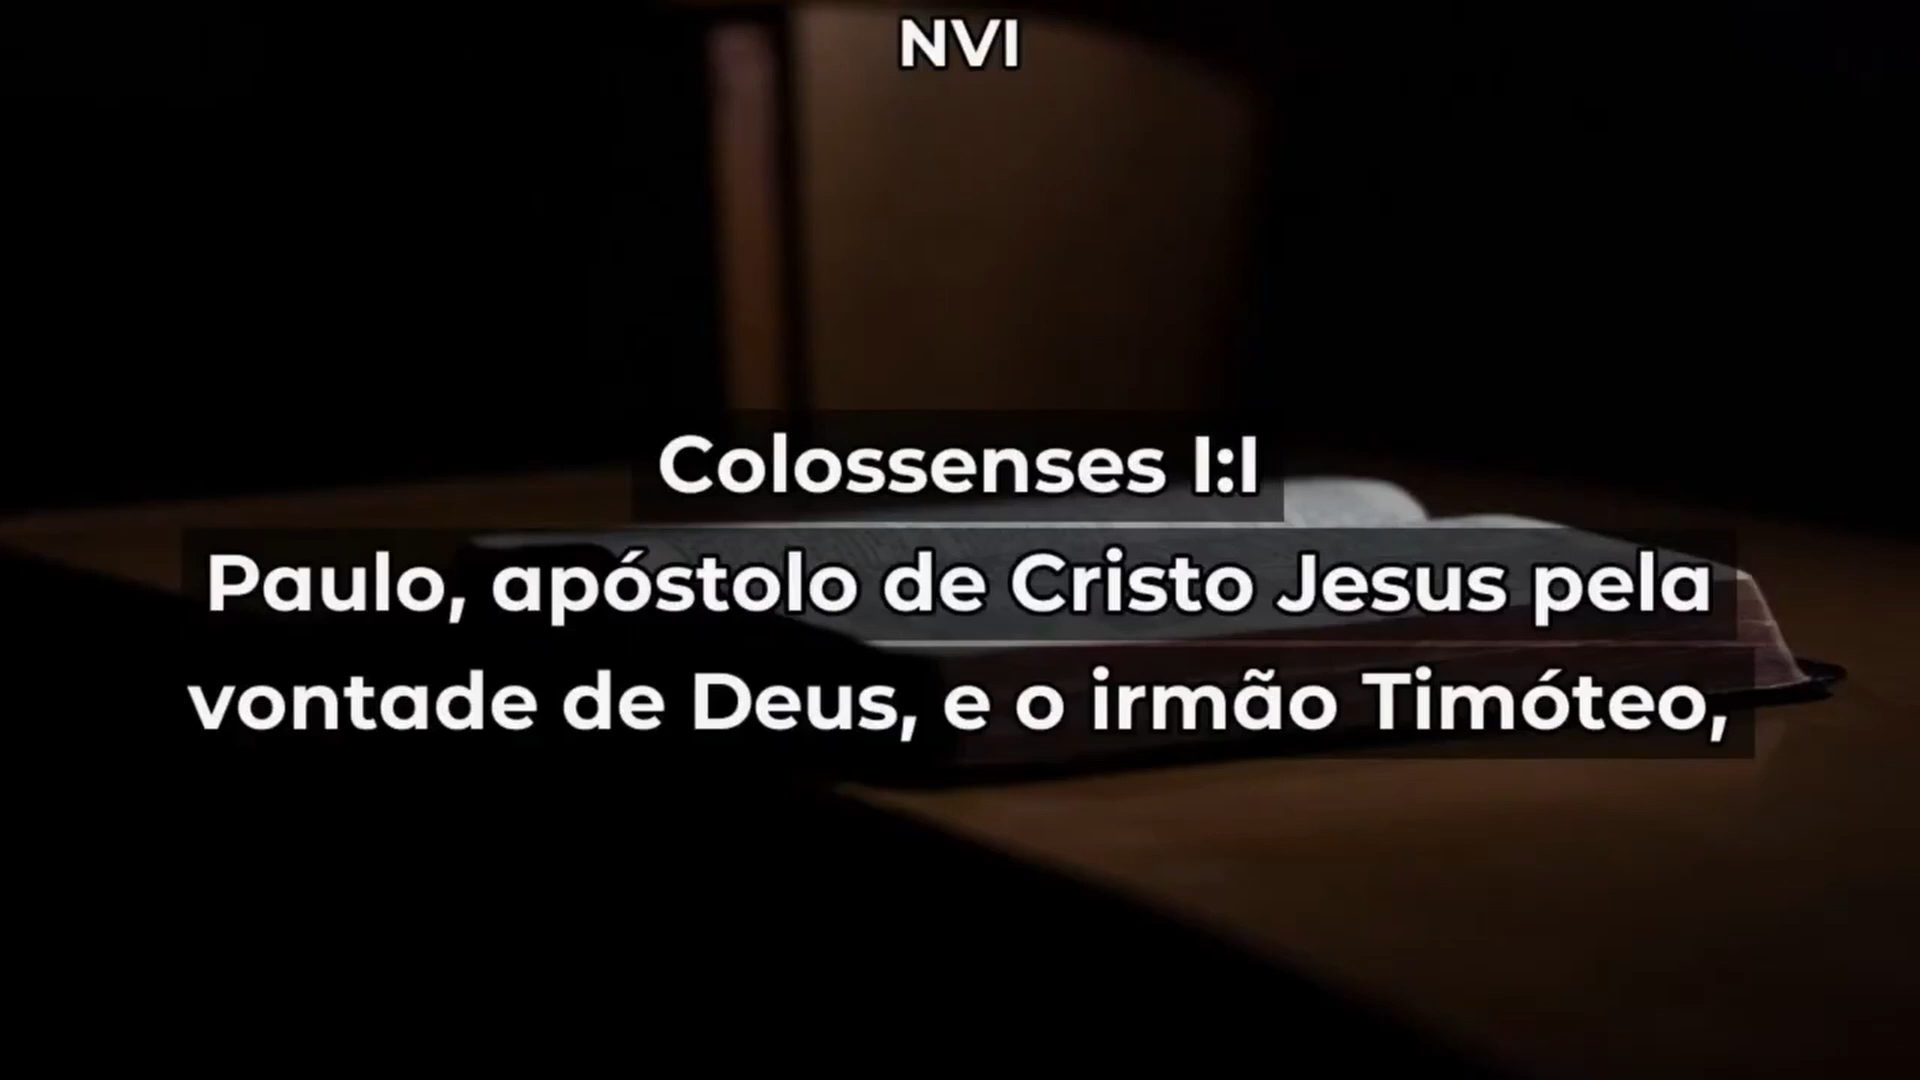 NVI
Colossenses I:I
Paulo, apóstolo de Cristo Jesus pela
vontade de Deus, e o irmão Timóteo,